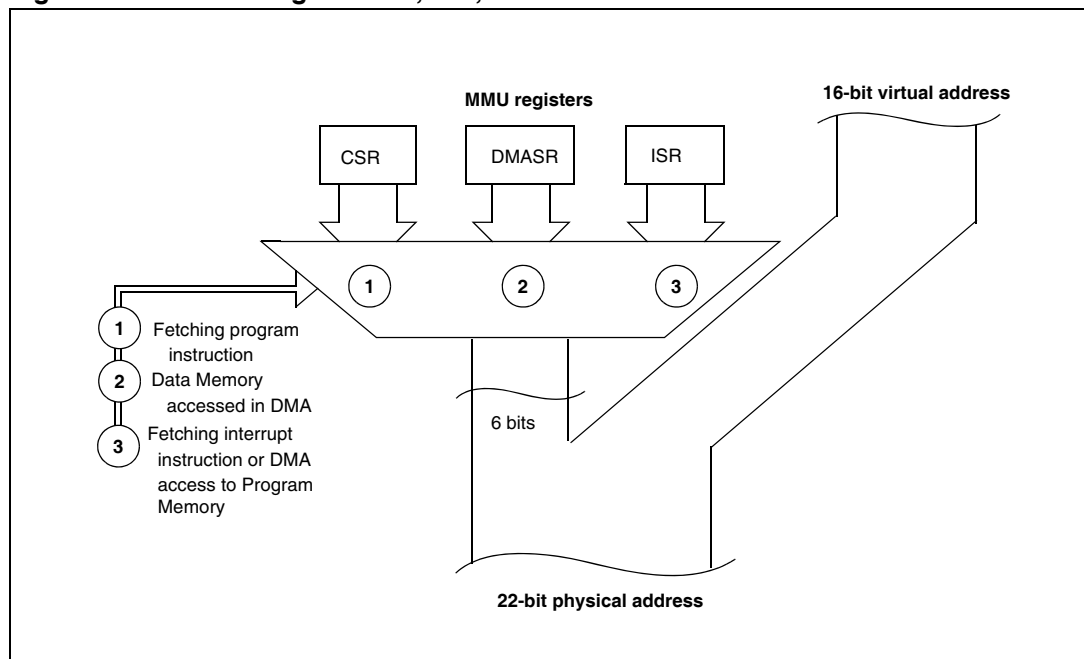 16-bit virtual address
MMU registers
CSR
DMASR
ISR
1
2
3
1
Fetching program
instruction
2
Data Memory
accessed in DMA
3
Fetching interrupt
instruction or DMA
access to Program
Memory
6 bits
22-bit physical address